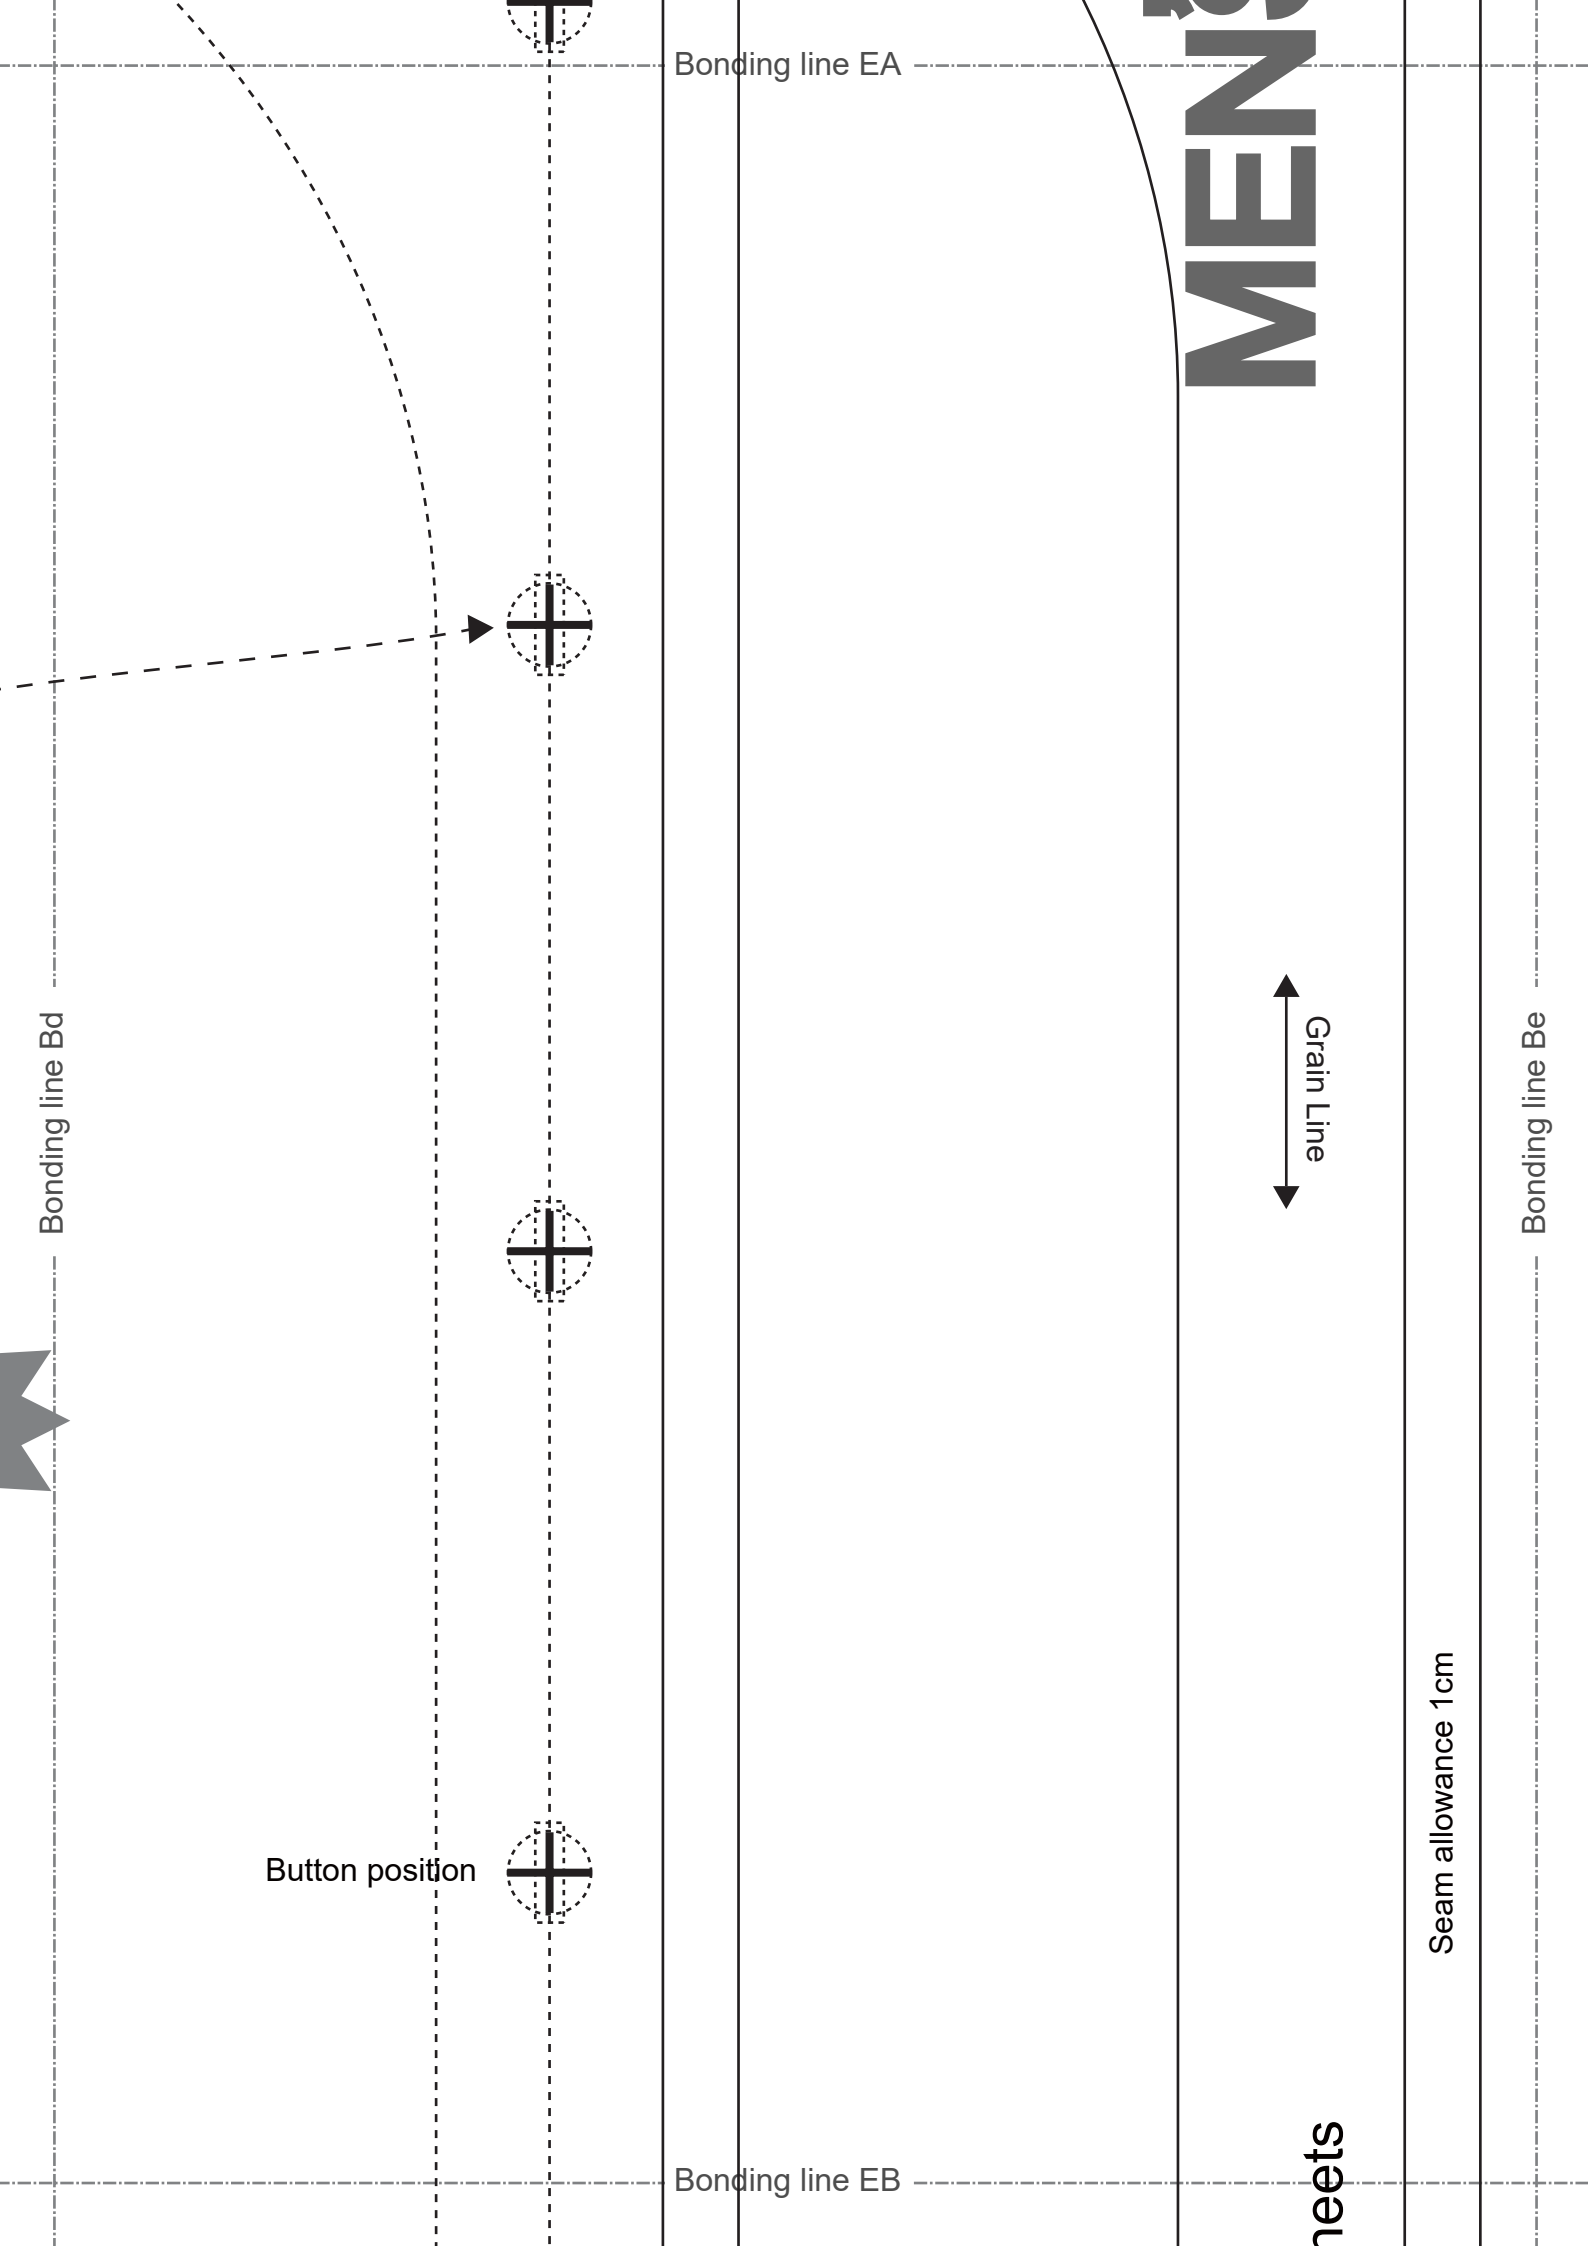 Bonding line EA
MEN'S
Bonding line Bd
Grain Line
Bonding line Be
Seam allowance 1cm
Button position
Bonding line EB